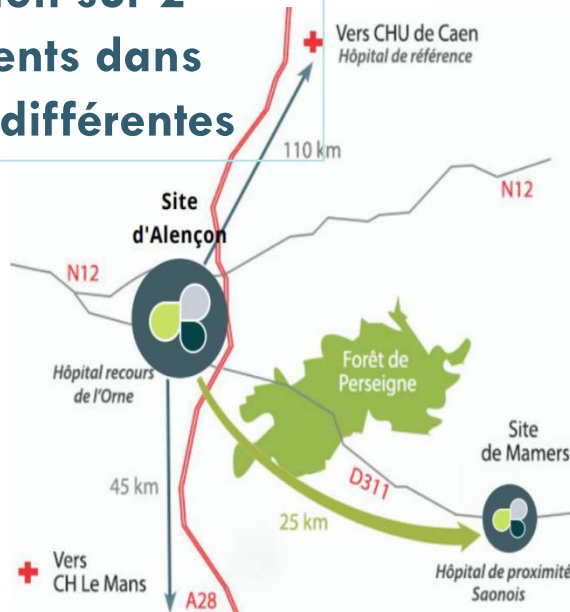 sur 2
ents dans
différentes
Vers CHU de Caen
Hôpital de référence
110 km
N12
Site
d'Alençon
N12
Hôpital recours
de l'Orne
Forêt de
Perseigne
Site
de Mamers
D311
45 km
25 km
Vers
CH Le Mans
A28
Hôpital de proximité
Saonois